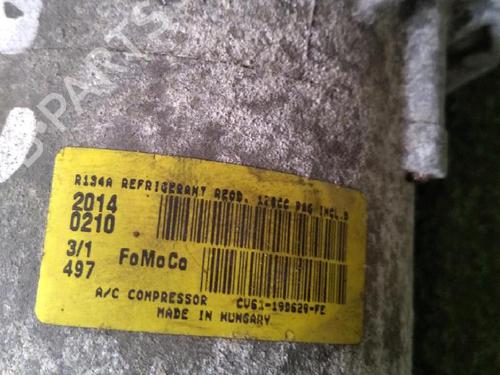 R134A REFRIGERANT REQD. 120CC PAG INCL.D
2014
0210
3/1
497
FoMoCo
A/C COMPRESSOR CV61-19D629-FE
MADE IN HUNGARY